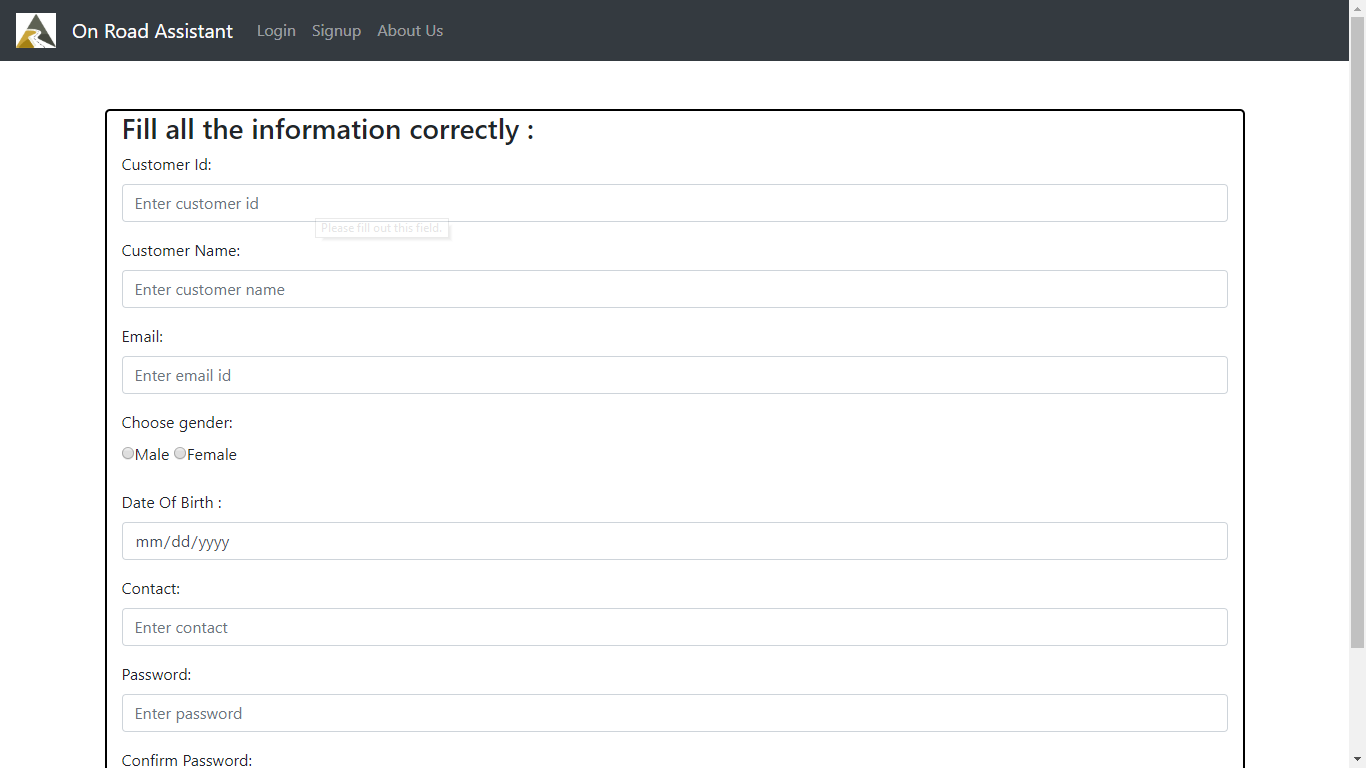 On Road Assistant Login Signup About Us
Fill all the information correctly :
Customer Id:
Enter customer id
Please fill out this field.
Customer Name:
Enter customer name
Email:
Enter email id
Choose gender:
Male Female
Date Of Birth :
mm/dd/yyyy
Contact:
Enter contact
Password:
Enter password
Confirm Password: